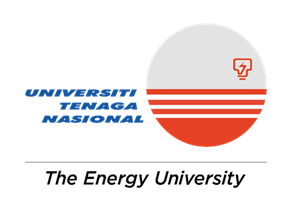 UNIVERSITI
TENAGA
NASIONAL
The Energy University